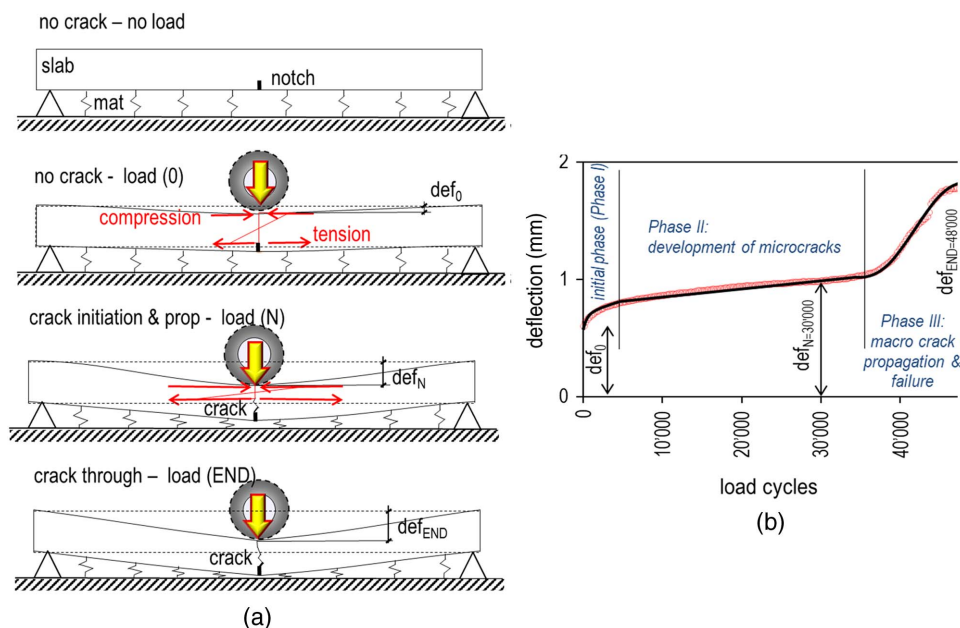 no crack – no load
slab
notch
mat
no crack - load (0)
def0
compression
tension
crack initiation & prop - load (N)
defN
crack
crack through – load (END)
defEND
crack
(a)
2
1
0
deflection (mm)
initial phase (Phase I)
Phase II:
development of microcracks
Phase III:
macro crack
propagation &
failure
def0
defN=30'000
defEND=48'000
0
10'000
20'000
30'000
40'000
load cycles
(b)